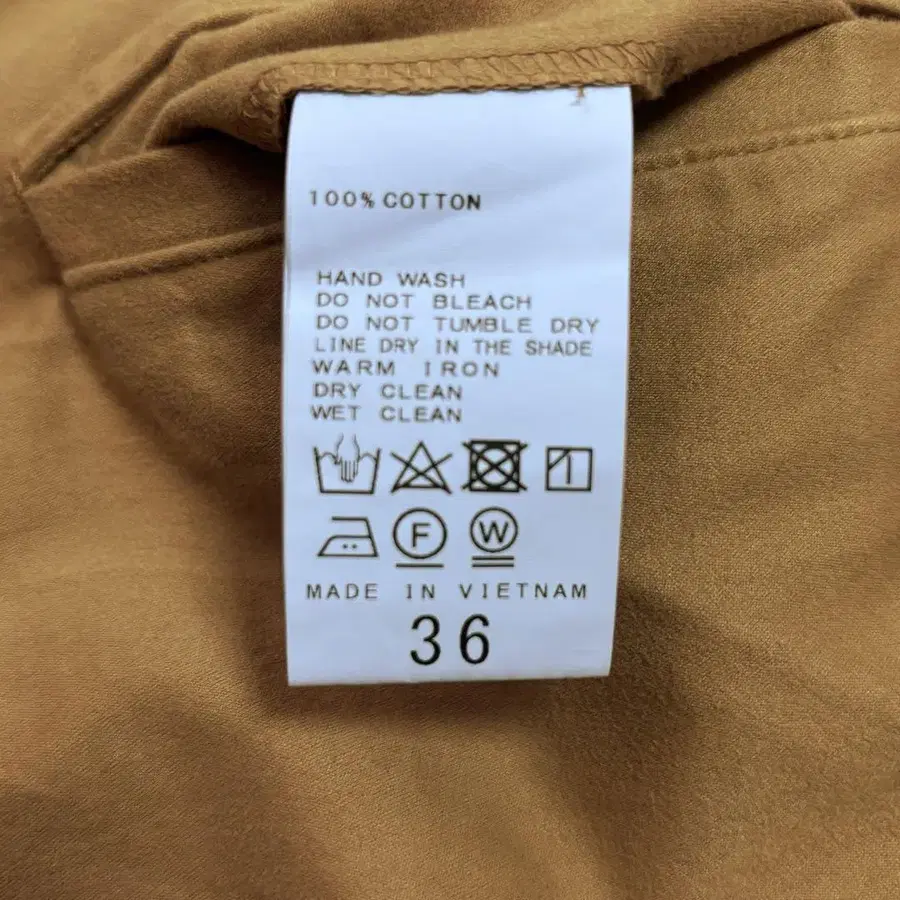 100% COTTON
HAND WASH
DO NOT BLEACH
DO NOT TUMBLE DRY
LINE DRY IN THE SHADE
WARM IRON
DRY CLEAN
WET CLEAN
F W
MADE IN VIETNAM
36